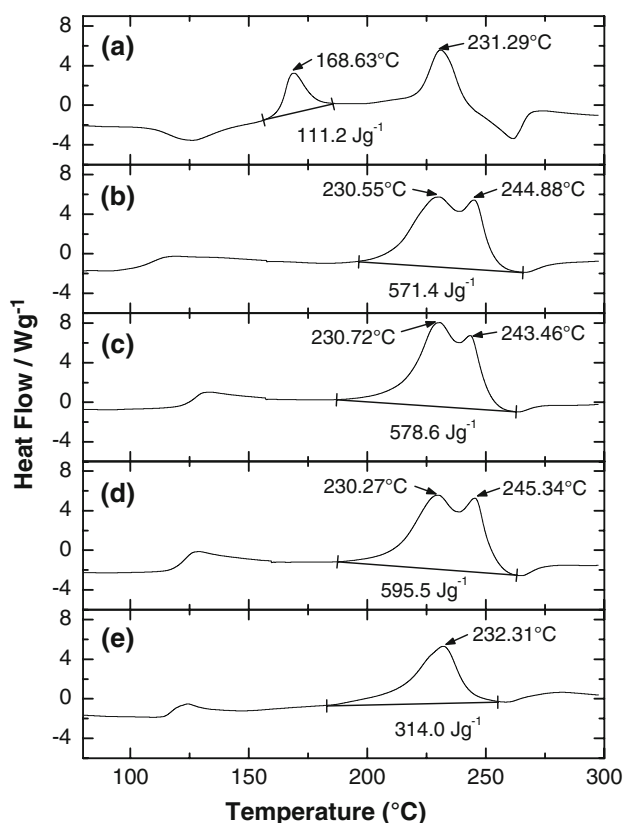 Heat Flow / Wg⁻¹
(a)
168.63°C
231.29°C
111.2 Jg⁻¹
8
4
0
-4
(b)
230.55°C
244.88°C
571.4 Jg⁻¹
8
4
0
-4
(c)
230.72°C
243.46°C
578.6 Jg⁻¹
8
4
0
-4
(d)
230.27°C
245.34°C
595.5 Jg⁻¹
8
4
0
-4
(e)
232.31°C
314.0 Jg⁻¹
8
4
0
-4
100 150 200 250 300
Temperature (°C)